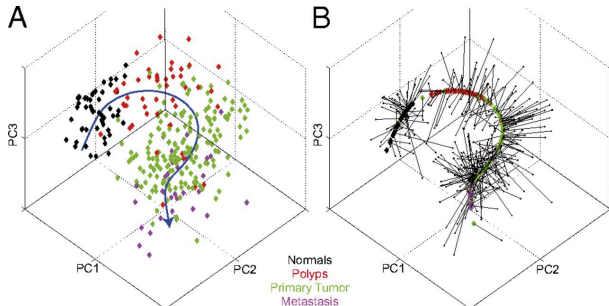 A
B
PC3
PC3
PC1
PC2
PC1
PC2
Normals
Polyps
Primary Tumor
Metastasis